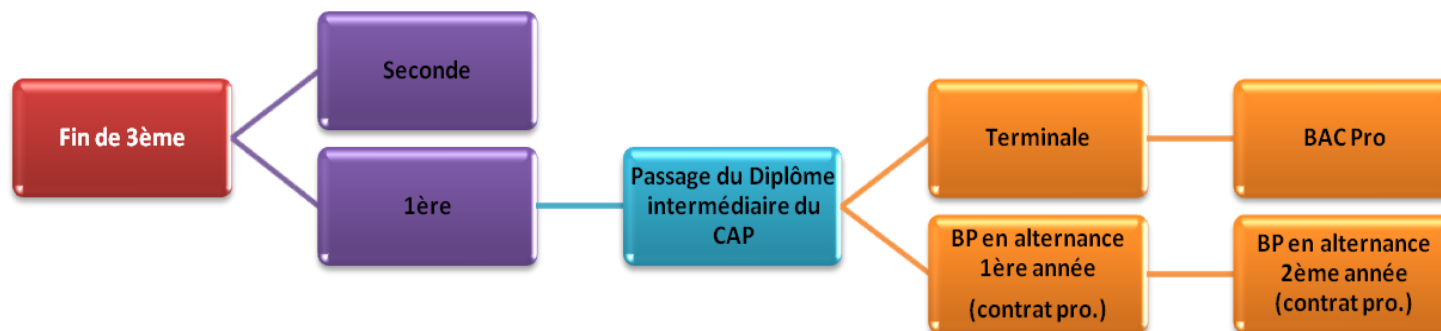 Fin de 3ème
Seconde
1ère
Passage du Diplôme
intermédiaire du
CAP
Terminale
BAC Pro
BP en alternance
1ère année
(contrat pro.)
BP en alternance
2ème année
(contrat pro.)